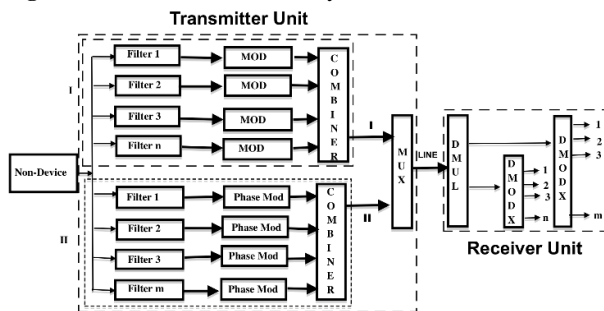 Transmitter Unit
I
Filter 1
MOD
Filter 2
MOD
Filter 3
MOD
Filter n
MOD
COMBINER
I
Non-Device
II
Filter 1
Phase Mod
Filter 2
Phase Mod
Filter 3
Phase Mod
Filter m
Phase Mod
COMBINER
II
MUX
LINE
DMUL
DMODX
1
2
3
n
DMODX
1
2
3
m
Receiver Unit